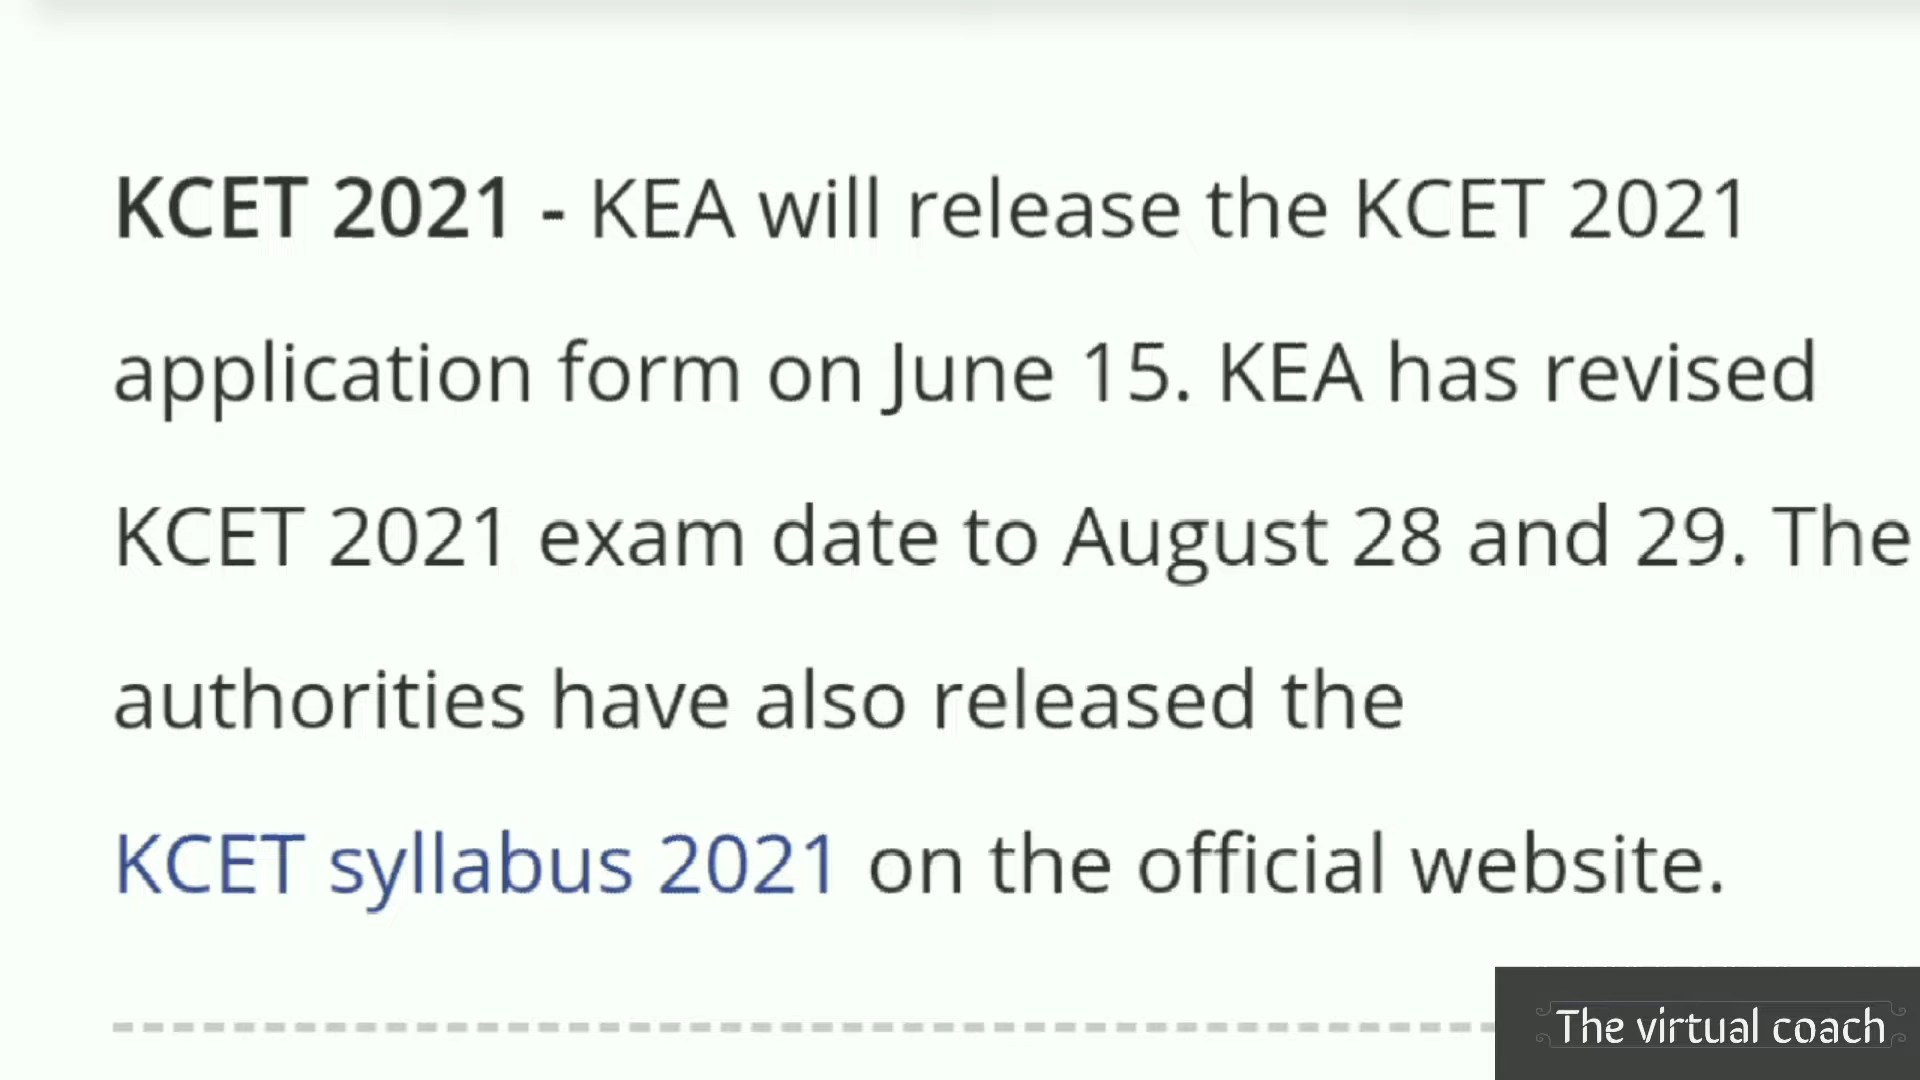 KCET 2021 - KEA will release the KCET 2021
application form on June 15. KEA has revised
KCET 2021 exam date to August 28 and 29. The
authorities have also released the
KCET syllabus 2021 on the official website.
The virtual coach